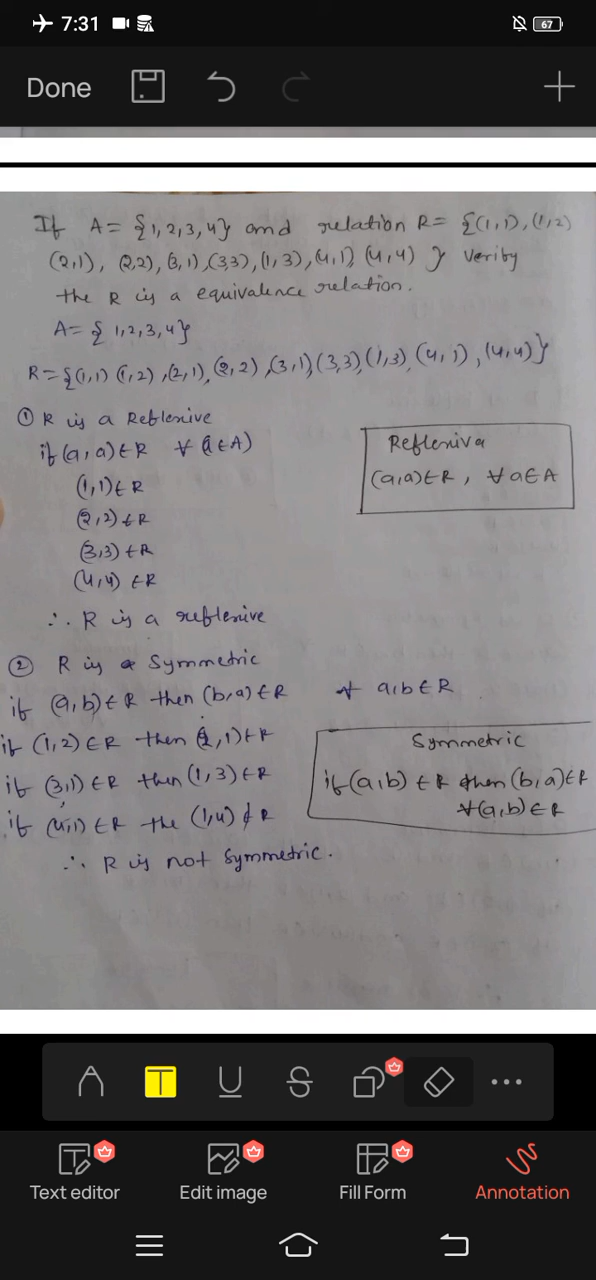 7:31
67
Done
If A = {1,2,3,4} and relation R = {(1,1),(1,2)
(2,1), (2,2), (3,1),(3,3),(1,3),(4,1) (4,4) } verify
the R is a equivalence relation.
A = { 1,2,3,4}
R = {(1,1) (1,2) ,(2,1), (2,2) ,(3,1),(3,3),(1,3),(4,1) ,(4,4)}
① R is a Reflexive
if (a,a) ∈ R ∀ (a ∈ A)
Reflexive
(a,a) ∈ R , ∀ a ∈ A
(1,1) ∈ R
(2,2) ∈ R
(3,3) ∈ R
(4,4) ∈ R
∴ R is a reflexive
② R is Symmetric
if (a,b) ∈ R then (b,a) ∈ R ∀ a,b ∈ R
if (1,2) ∈ R then (2,1) ∈ R
if (3,1) ∈ R then (1,3) ∈ R
if (4,1) ∈ R the (1,4) ∉ R
Symmetric
if (a,b) ∈ R then (b,a) ∈ R
∀ (a,b) ∈ R
∴ R is not Symmetric.
Text editor
Edit image
Fill Form
Annotation